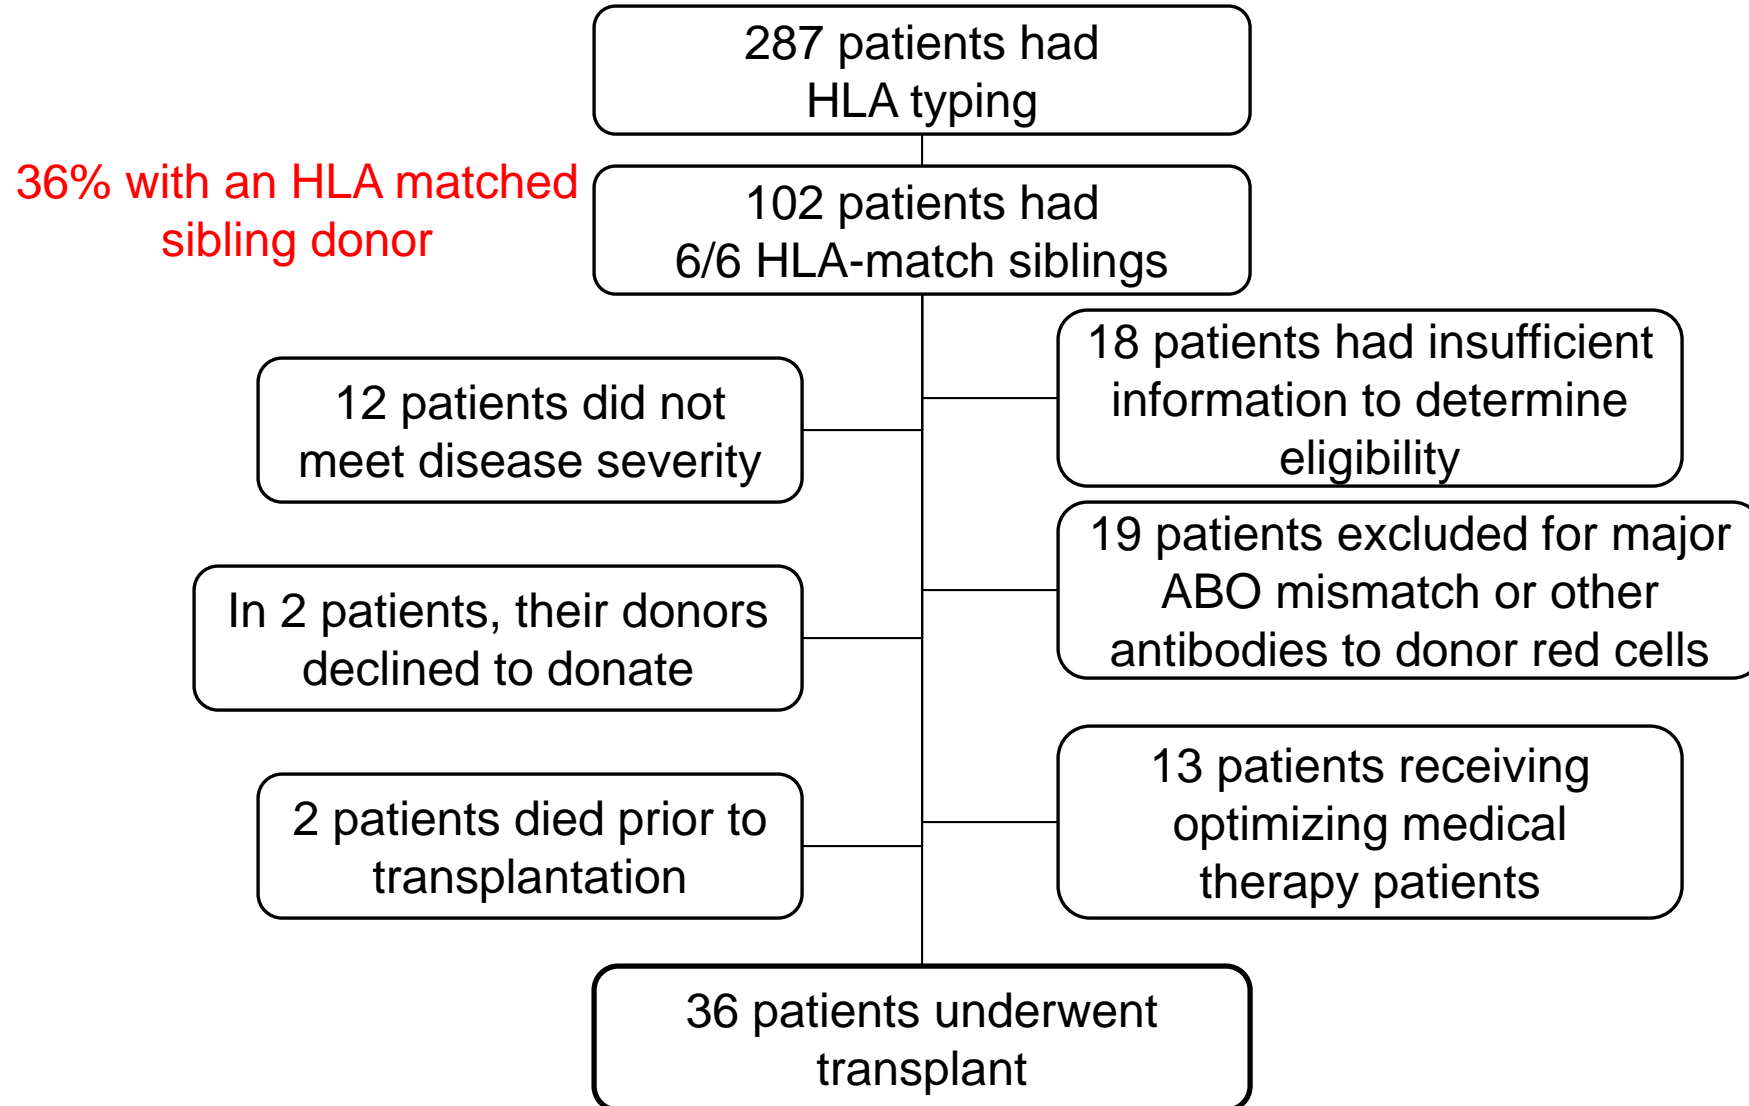 287 patients had
HLA typing
36% with an HLA matched
sibling donor
102 patients had
6/6 HLA-match siblings
18 patients had insufficient
information to determine
eligibility
12 patients did not
meet disease severity
19 patients excluded for major
ABO mismatch or other
antibodies to donor red cells
In 2 patients, their donors
declined to donate
13 patients receiving
optimizing medical
therapy patients
2 patients died prior to
transplantation
36 patients underwent
transplant